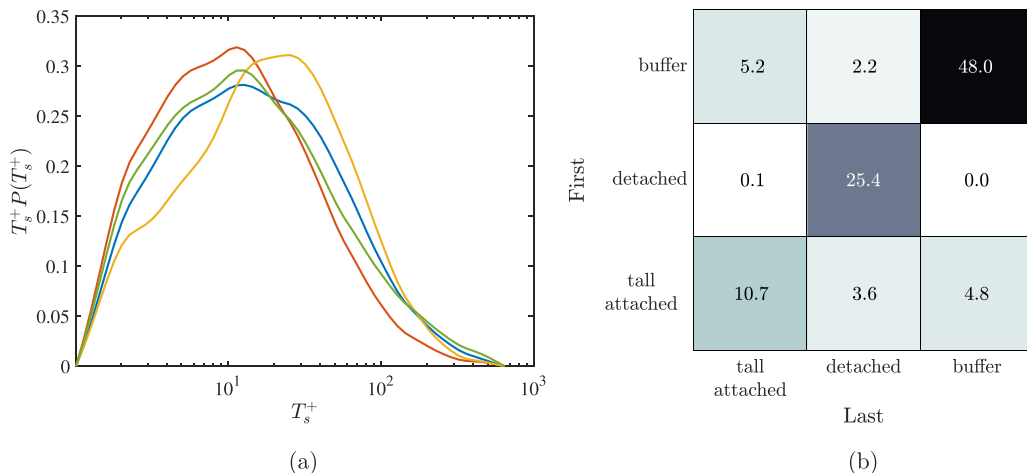 0.35
0.3
0.25
0.2
0.15
0.1
0.05
0
T_s^+ P(T_s^+)
10^1
10^2
10^3
T_s^+
(a)
First
buffer
5.2
2.2
48.0
detached
0.1
25.4
0.0
tall
attached
10.7
3.6
4.8
tall
attached
detached
buffer
Last
(b)